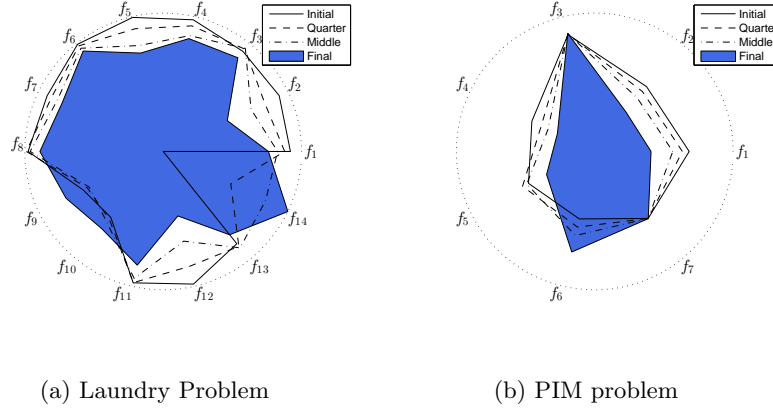 Initial
Quarter
Middle
Final
f1
f2
f3
f4
f5
f6
f7
f8
f9
f10
f11
f12
f13
f14
(a) Laundry Problem
Initial
Quarter
Middle
Final
f1
f2
f3
f4
f5
f6
f7
(b) PIM problem